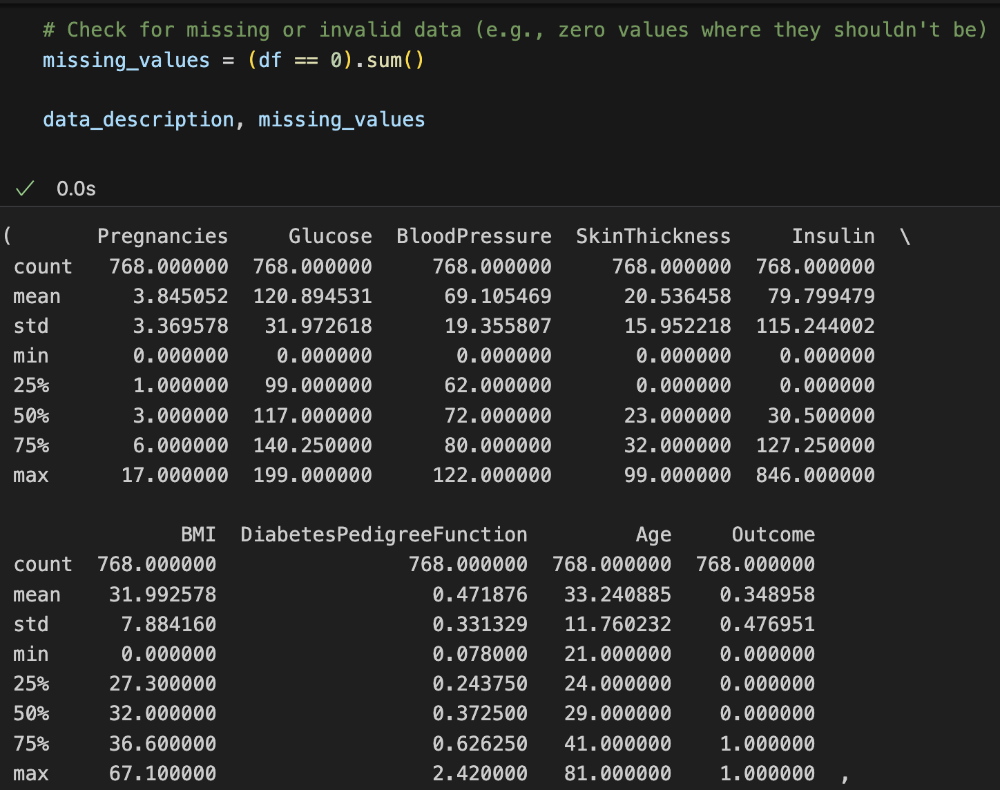 # Check for missing or invalid data (e.g., zero values where they shouldn't be)
missing_values = (df == 0).sum()
data_description, missing_values
0.0s
(       Pregnancies     Glucose  BloodPressure  SkinThickness     Insulin  \
count   768.000000  768.000000     768.000000     768.000000  768.000000
mean      3.845052  120.894531      69.105469      20.536458   79.799479
std       3.369578   31.972618      19.355807      15.952218  115.244002
min       0.000000    0.000000       0.000000       0.000000    0.000000
25%       1.000000   99.000000      62.000000       0.000000    0.000000
50%       3.000000  117.000000      72.000000      23.000000   30.500000
75%       6.000000  140.250000      80.000000      32.000000  127.250000
max      17.000000  199.000000     122.000000      99.000000  846.000000
BMI  DiabetesPedigreeFunction         Age     Outcome
count  768.000000                768.000000  768.000000  768.000000
mean    31.992578                  0.471876   33.240885    0.348958
std      7.884160                  0.331329   11.760232    0.476951
min      0.000000                  0.078000   21.000000    0.000000
25%     27.300000                  0.243750   24.000000    0.000000
50%     32.000000                  0.372500   29.000000    0.000000
75%     36.600000                  0.626250   41.000000    1.000000
max     67.100000                  2.420000   81.000000    1.000000  ,